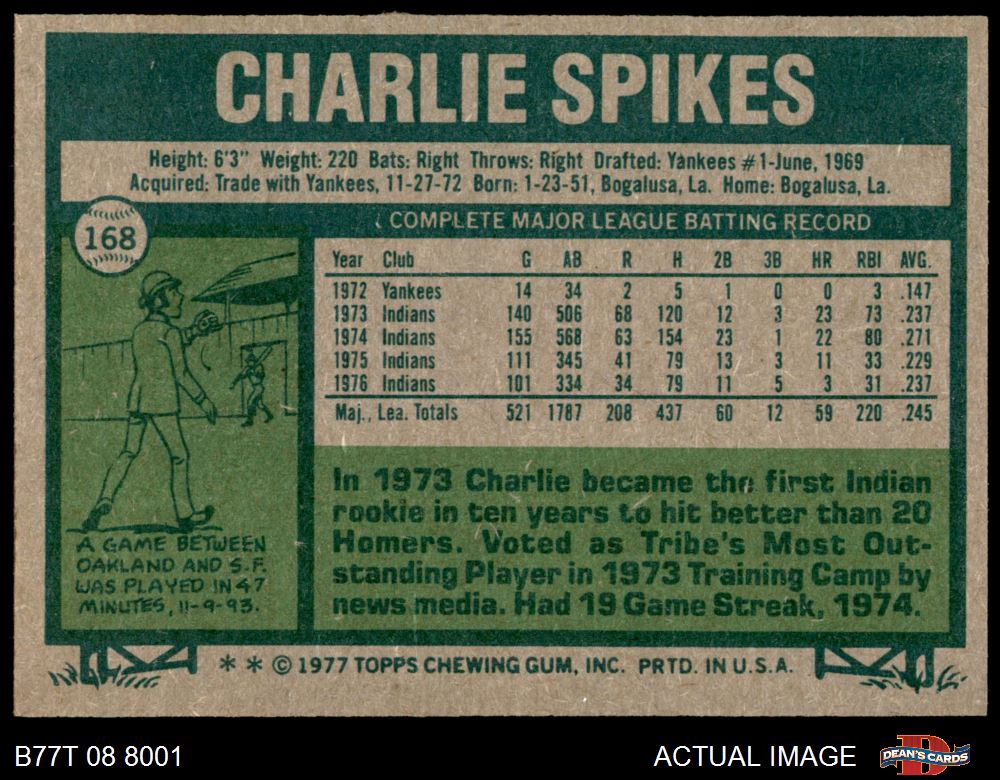 CHARLIE SPIKES
Height: 6'3" Weight: 220 Bats: Right Throws: Right Drafted: Yankees #1-June, 1969
Acquired: Trade with Yankees, 11-27-72 Born: 1-23-51, Bogalusa, La. Home: Bogalusa, La.
168
COMPLETE MAJOR LEAGUE BATTING RECORD
Year Club G AB R H 2B 3B HR RBI AVG.
1972 Yankees 14 34 2 5 1 0 0 3 .147
1973 Indians 140 506 68 120 12 3 23 73 .237
1974 Indians 155 568 63 154 23 1 22 80 .271
1975 Indians 111 345 41 79 13 3 11 33 .229
1976 Indians 101 334 34 79 11 5 3 31 .237
Maj., Lea. Totals 521 1787 208 437 60 12 59 220 .245
A GAME BETWEEN
OAKLAND AND S.F.
WAS PLAYED IN 47
MINUTES, 11-9-93.
In 1973 Charlie became the first Indian
rookie in ten years to hit better than 20
Homers. Voted as Tribe's Most Out-
standing Player in 1973 Training Camp by
news media. Had 19 Game Streak, 1974.
* * © 1977 TOPPS CHEWING GUM, INC. PRTD. IN U.S.A.
B77T 08 8001
ACTUAL IMAGE
DEAN'S CARDS